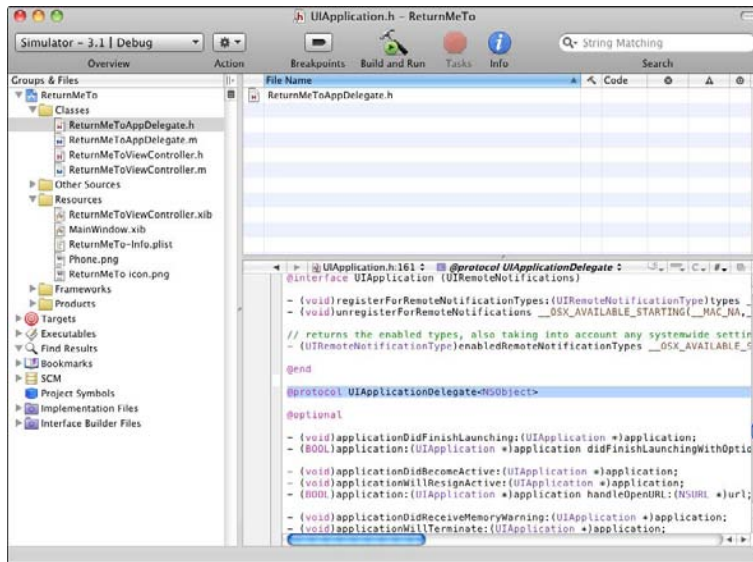 UIApplication.h – ReturnMeTo
Simulator – 3.1 | Debug
String Matching
Overview
Action
Breakpoints
Build and Run
Tasks
Info
Search
Groups & Files
ReturnMeTo
Classes
ReturnMeToAppDelegate.h
ReturnMeToAppDelegate.m
ReturnMeToViewController.h
ReturnMeToViewController.m
Other Sources
Resources
ReturnMeToViewController.xib
MainWindow.xib
ReturnMeTo-Info.plist
Phone.png
ReturnMeTo icon.png
Frameworks
Products
Targets
Executables
Find Results
Bookmarks
SCM
Project Symbols
Implementation Files
Interface Builder Files
File Name
Code
ReturnMeToAppDelegate.h
UIApplication.h:161
@protocol UIApplicationDelegate
C
#
@interface UIApplication (UIRemoteNotifications)
- (void)registerForRemoteNotificationTypes:(UIRemoteNotificationType)types
- (void)unregisterForRemoteNotifications __OSX_AVAILABLE_STARTING(__MAC_NA,
// returns the enabled types, also taking into account any systemwide settin
- (UIRemoteNotificationType)enabledRemoteNotificationTypes __OSX_AVAILABLE_S
@end
@protocol UIApplicationDelegate<NSObject>
@optional
- (void)applicationDidFinishLaunching:(UIApplication *)application;
- (BOOL)application:(UIApplication *)application didFinishLaunchingWithOptio
- (void)applicationDidBecomeActive:(UIApplication *)application;
- (void)applicationWillResignActive:(UIApplication *)application;
- (BOOL)application:(UIApplication *)application handleOpenURL:(NSURL *)url;
- (void)applicationDidReceiveMemoryWarning:(UIApplication *)application;
- (void)applicationWillTerminate:(UIApplication *)application;